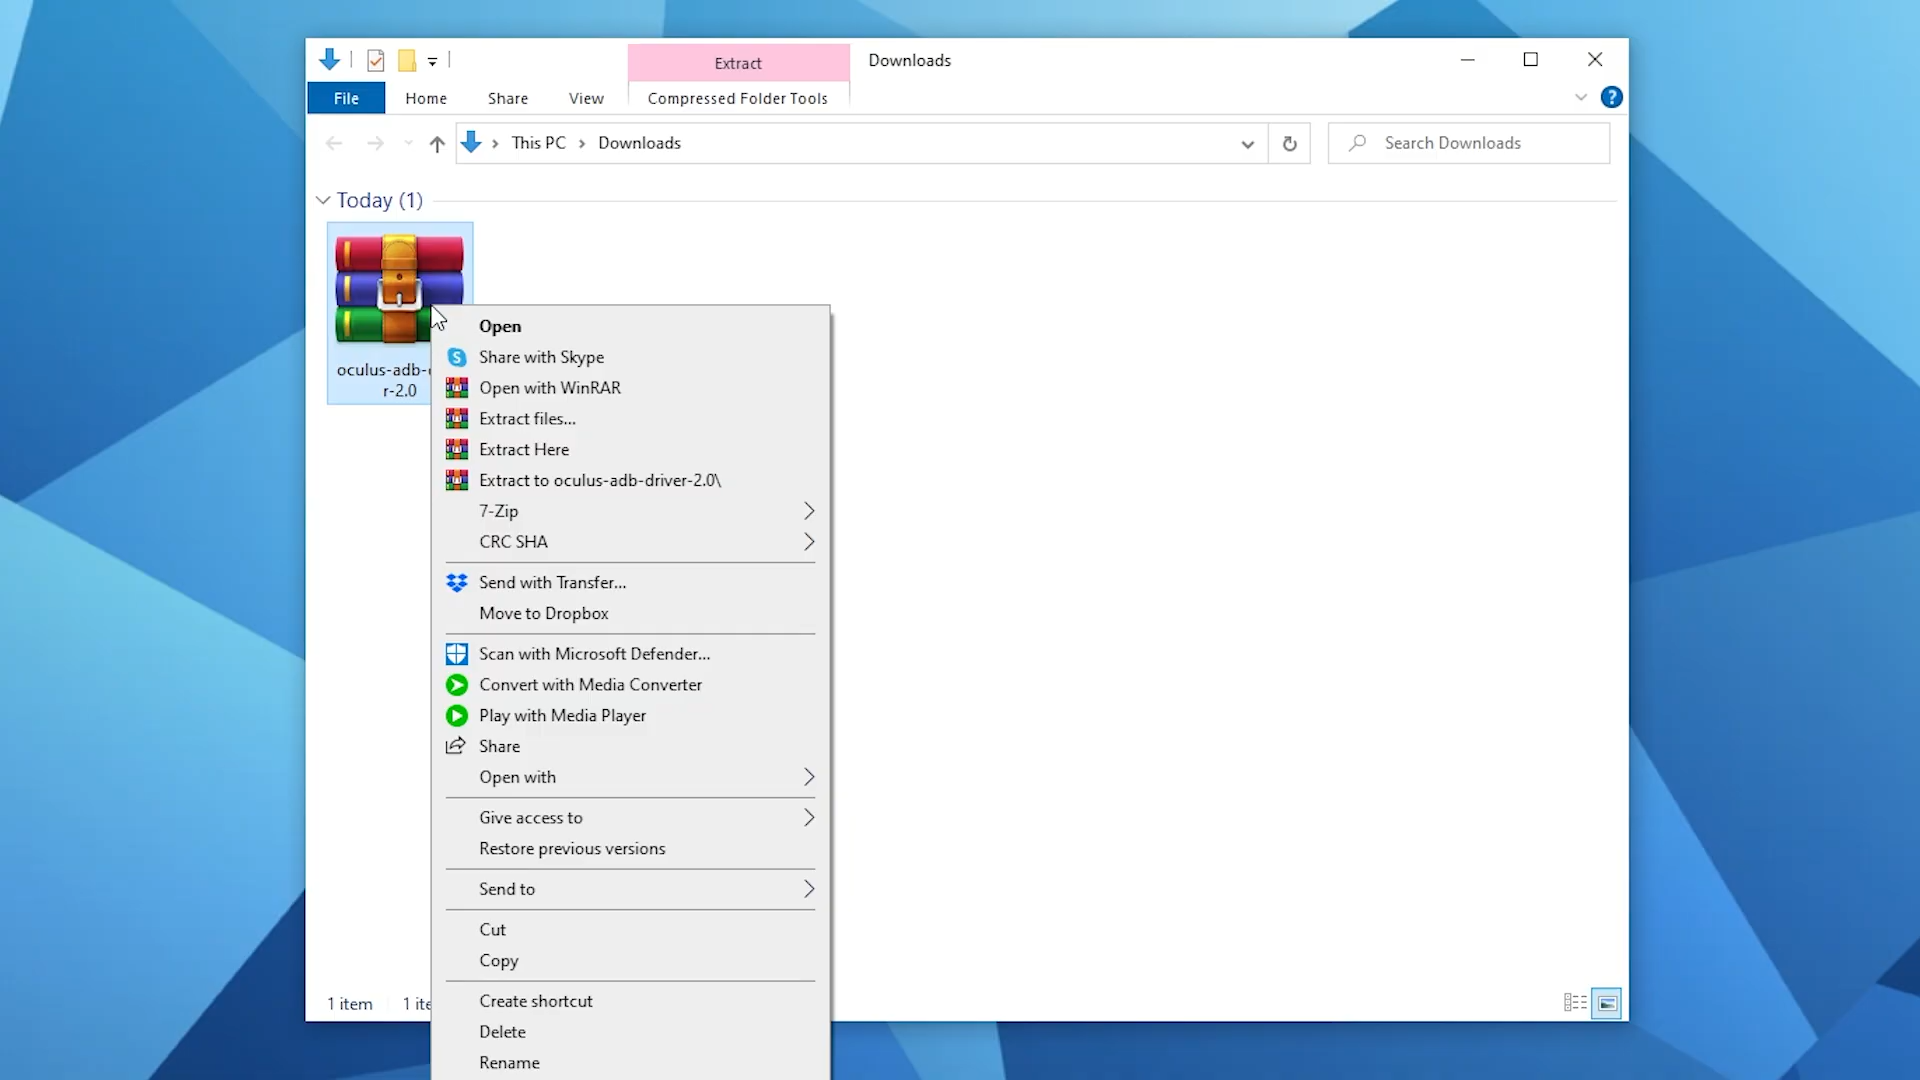 Extract
Downloads
File
Home
Share
View
Compressed Folder Tools
?
This PC
Downloads
Search Downloads
Today (1)
oculus-adb-
r-2.0
Open
Share with Skype
Open with WinRAR
Extract files...
Extract Here
Extract to oculus-adb-driver-2.0\
7-Zip
CRC SHA
Send with Transfer...
Move to Dropbox
Scan with Microsoft Defender...
Convert with Media Converter
Play with Media Player
Share
Open with
Give access to
Restore previous versions
Send to
Cut
Copy
Create shortcut
Delete
Rename
1 item
1 ite